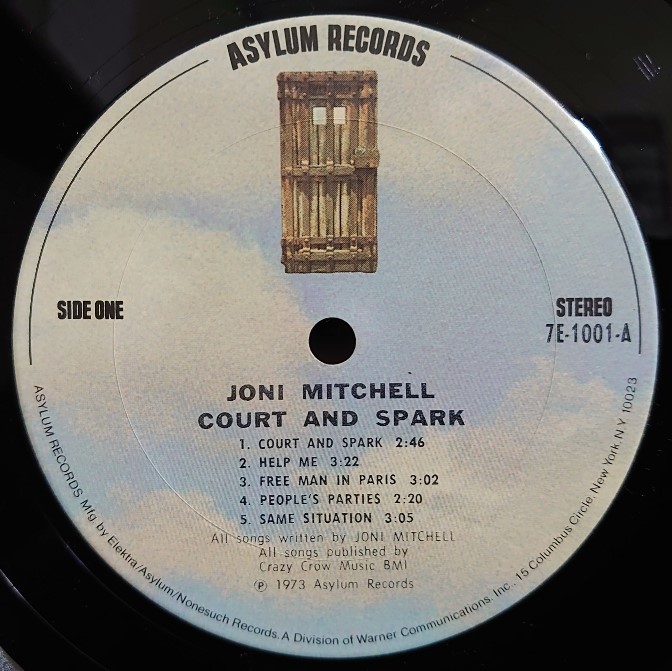 ASYLUM RECORDS
SIDE ONE
STEREO
7E-1001-A
JONI MITCHELL
COURT AND SPARK
1. COURT AND SPARK 2:46
2. HELP ME 3:22
3. FREE MAN IN PARIS 3:02
4. PEOPLE'S PARTIES 2:20
5. SAME SITUATION 3:05
All songs written by JONI MITCHELL
All songs published by
Crazy Crow Music BMI
℗ 1973 Asylum Records
ASYLUM RECORDS Mfg. by Elektra/Asylum/Nonesuch Records. A Division of Warner Communications, Inc., 15 Columbus Circle, New York, N.Y. 10023